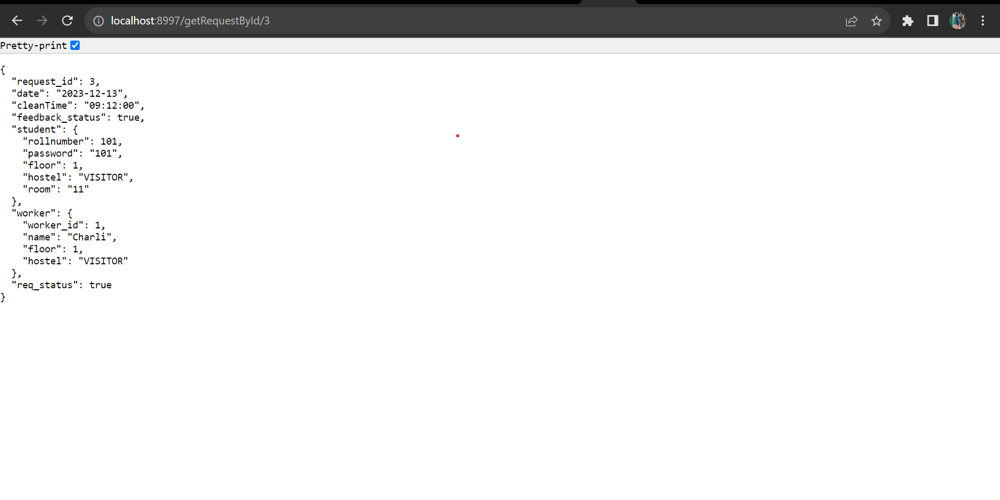 localhost:8997/getRequestById/3
Pretty-print
{
  "request_id": 3,
  "date": "2023-12-13",
  "cleanTime": "09:12:00",
  "feedback_status": true,
  "student": {
    "rollnumber": 101,
    "password": "101",
    "floor": 1,
    "hostel": "VISITOR",
    "room": "11"
  },
  "worker": {
    "worker_id": 1,
    "name": "Charli",
    "floor": 1,
    "hostel": "VISITOR"
  },
  "req_status": true
}